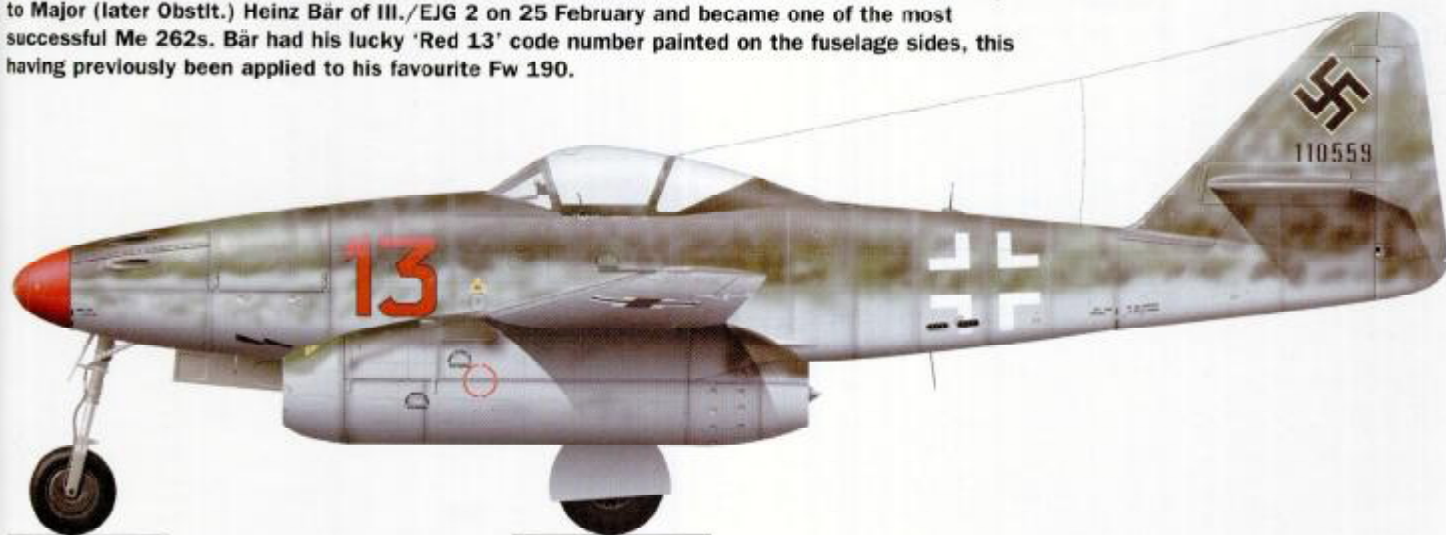 to Major (later Obstlt.) Heinz Bär of III./EJG 2 on 25 February and became one of the most
successful Me 262s. Bär had his lucky ‘Red 13’ code number painted on the fuselage sides, this
having previously been applied to his favourite Fw 190.
110559
13